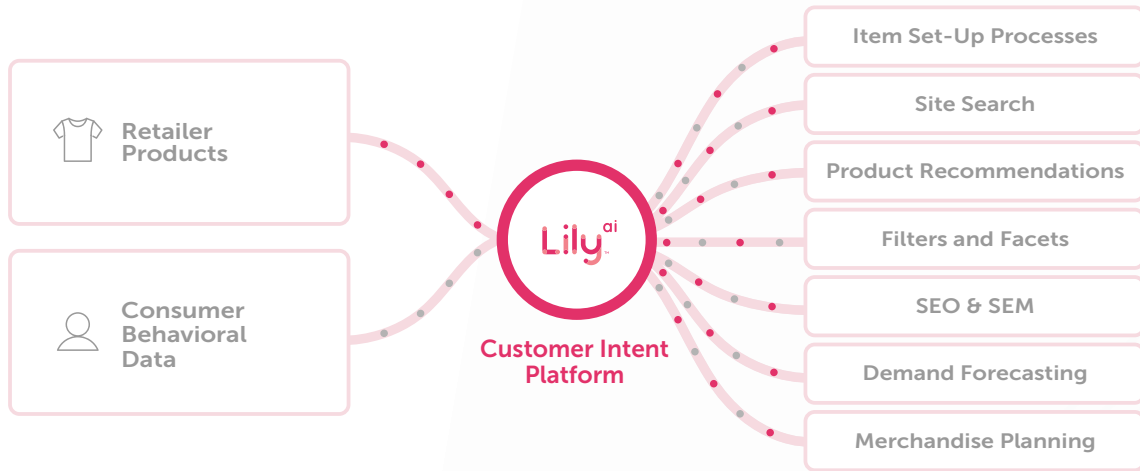 Retailer
Products
Consumer
Behavioral
Data
Lily ai
Customer Intent
Platform
Item Set-Up Processes
Site Search
Product Recommendations
Filters and Facets
SEO & SEM
Demand Forecasting
Merchandise Planning